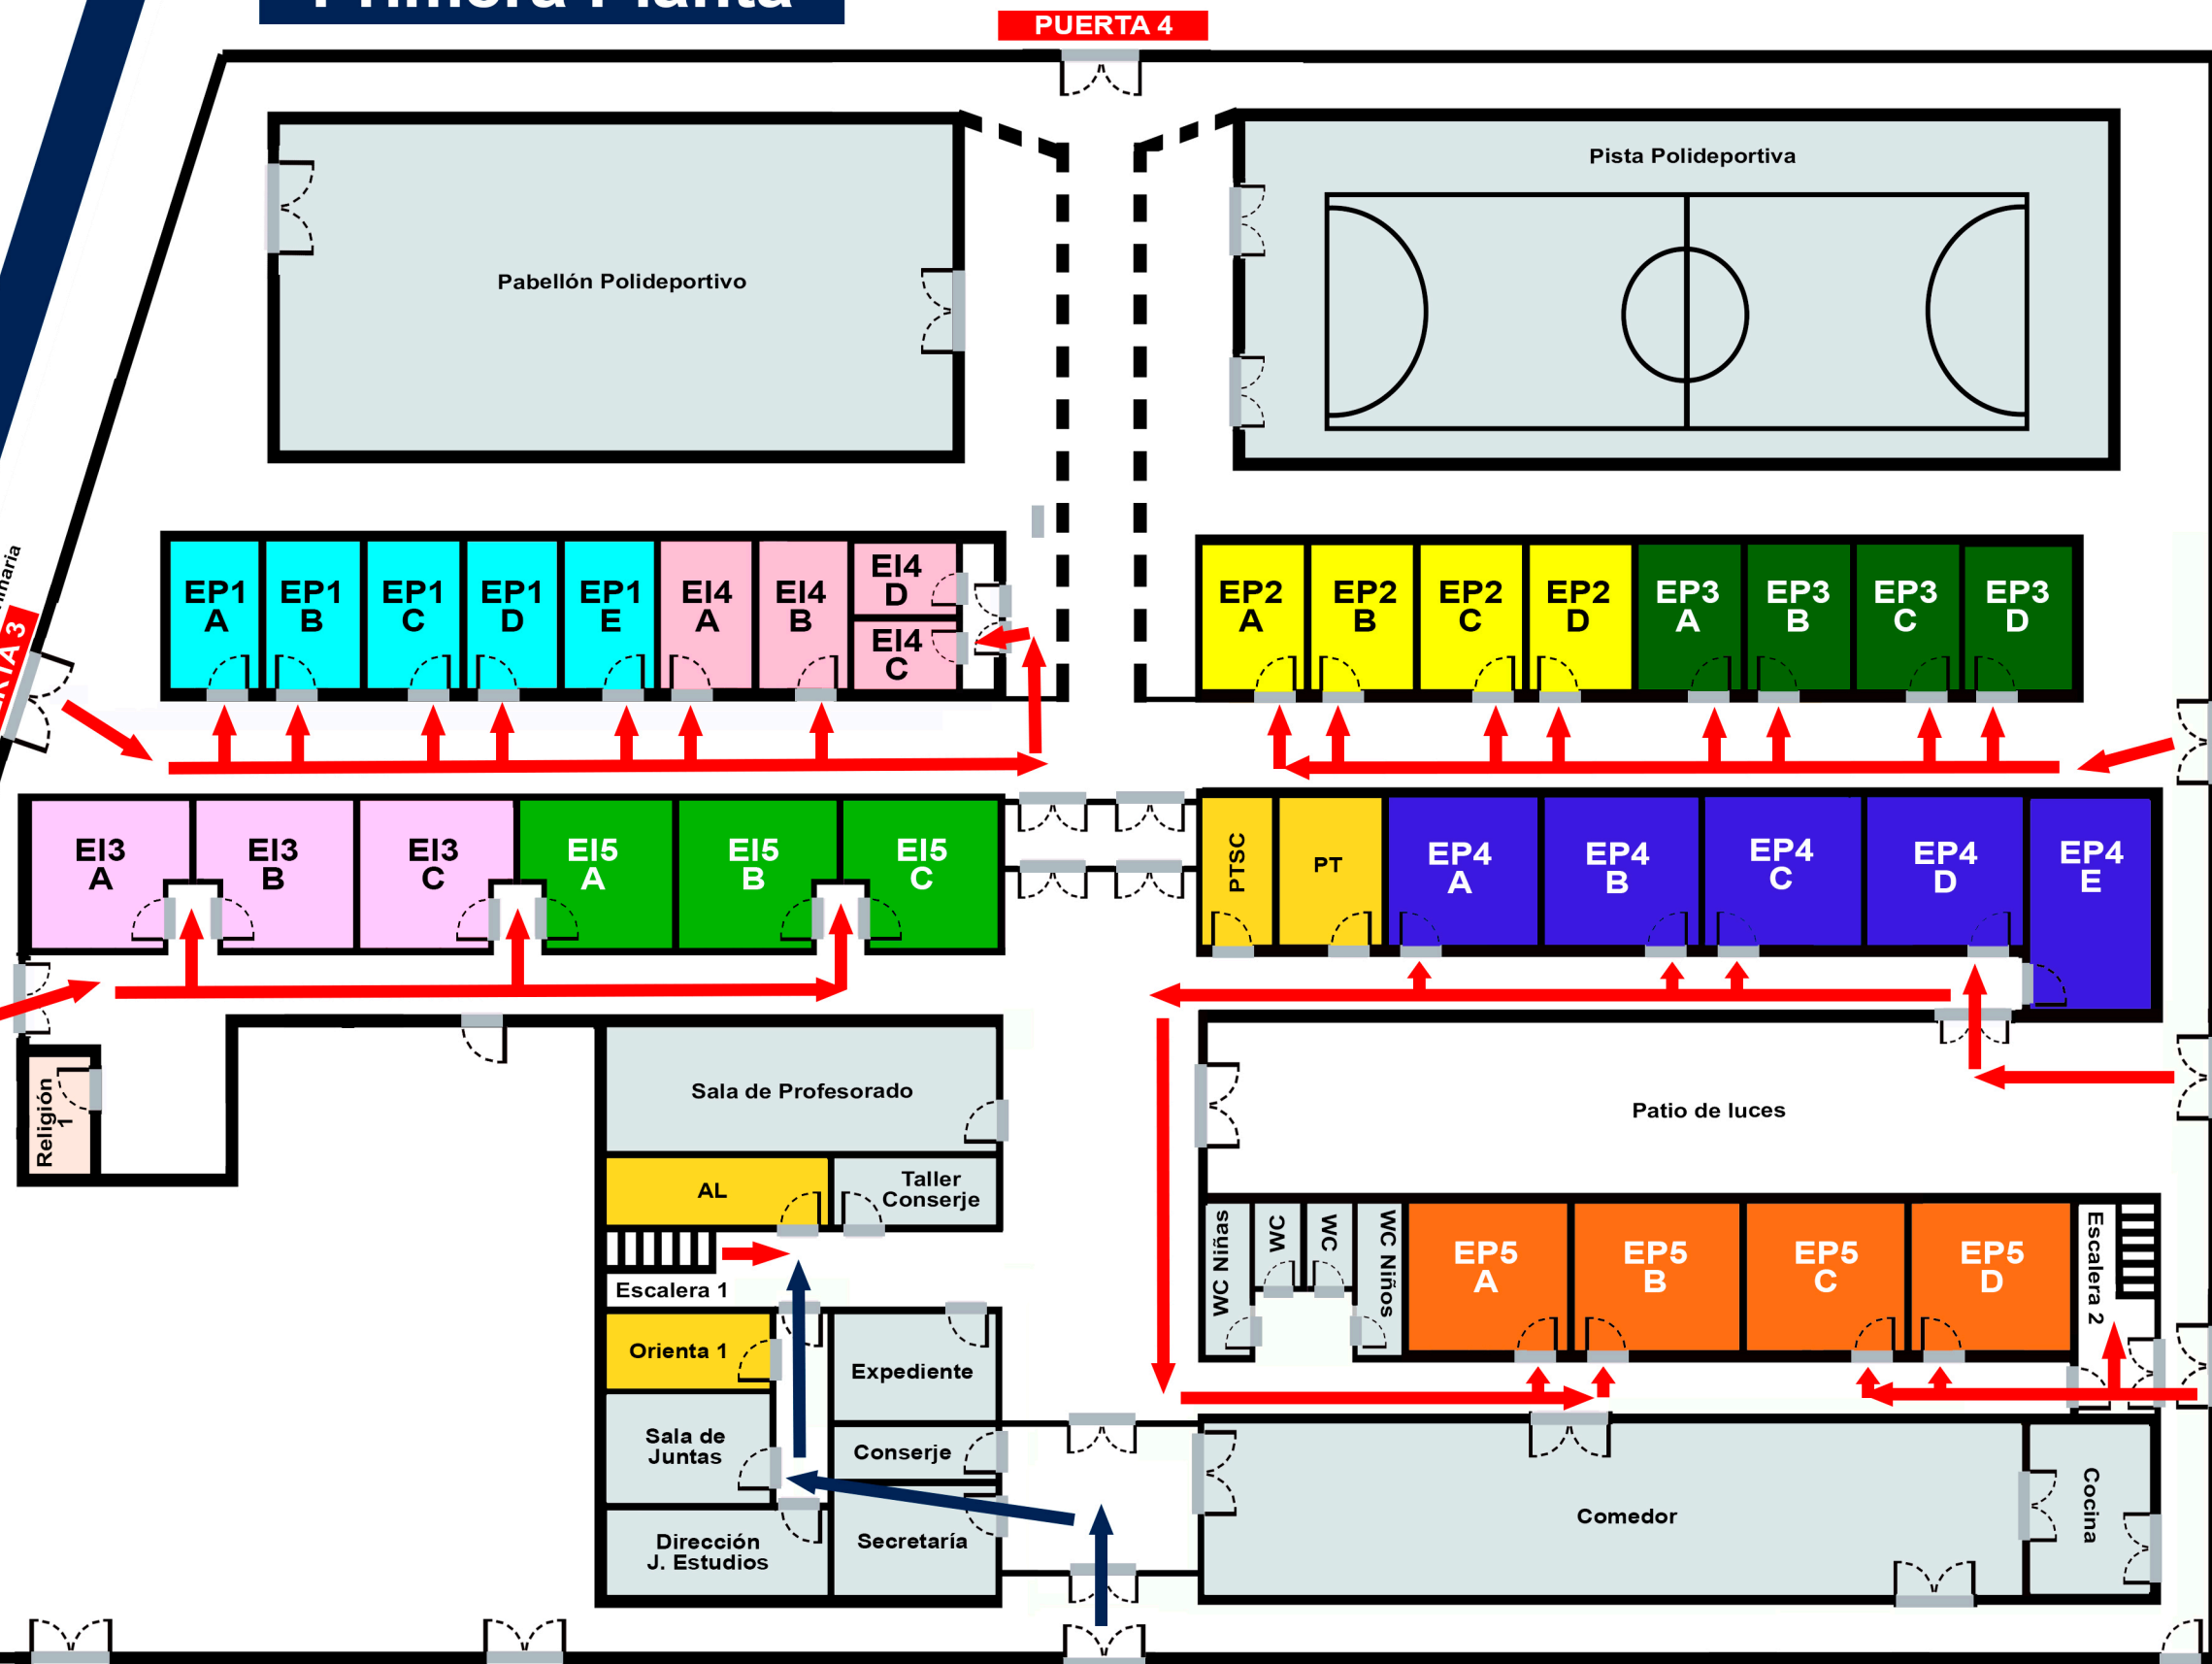 Primera Planta
PUERTA 4
Pista Polideportiva
Pabellón Polideportivo
EP1
A
EP1
B
EP1
C
EP1
D
EP1
E
EI4
A
EI4
B
EI4
D
EI4
C
EP2
A
EP2
B
EP2
C
EP2
D
EP3
A
EP3
B
EP3
C
EP3
D
EI3
A
EI3
B
EI3
C
EI5
A
EI5
B
EI5
C
PTSC
PT
EP4
A
EP4
B
EP4
C
EP4
D
EP4
E
Religión
1
Sala de Profesorado
AL
Taller
Conserje
Escalera 1
Patio de luces
WC Niñas
WC
WC
WC Niños
EP5
A
EP5
B
EP5
C
EP5
D
Escalera 2
Orienta 1
Expediente
Sala de
Juntas
Conserje
Dirección
J. Estudios
Secretaría
Comedor
Cocina